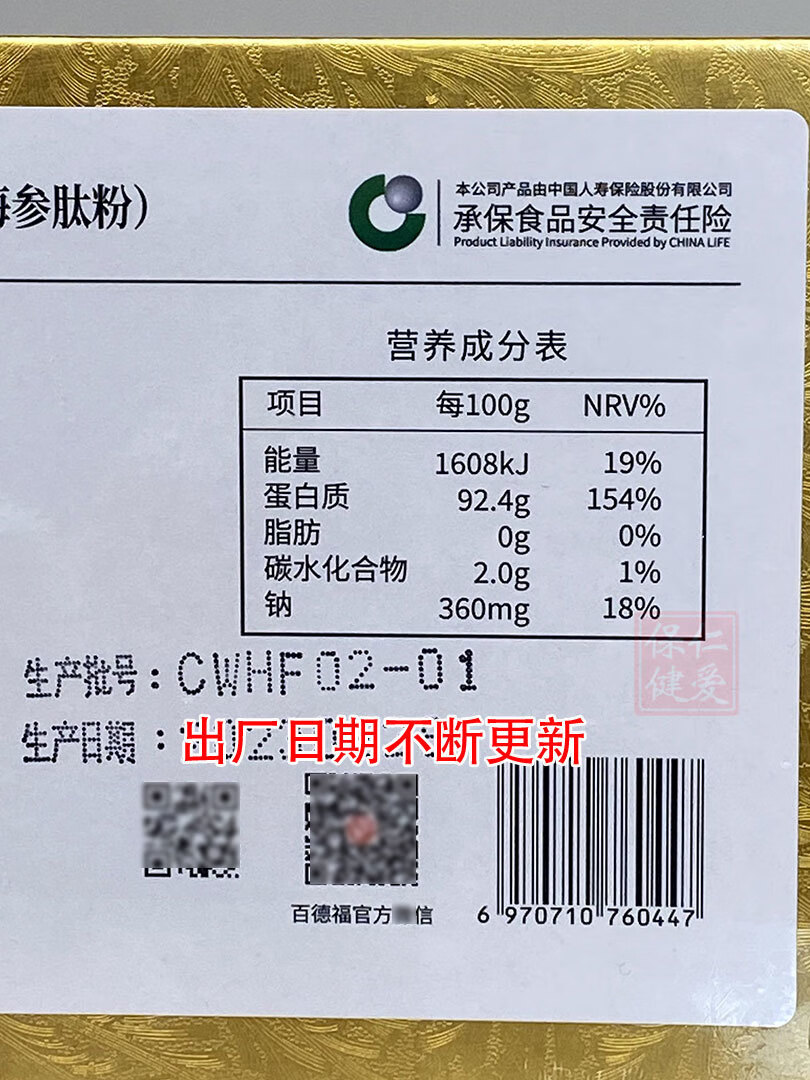 参肽粉）
本公司产品由中国人寿保险股份有限公司
承保食品安全责任险
Product Liability Insurance Provided by CHINA LIFE
营养成分表
项目 每100g NRV%
能量 1608kJ 19%
蛋白质 92.4g 154%
脂肪 0g 0%
碳水化合物 2.0g 1%
钠 360mg 18%
保仁
健爱
生产批号：CWHF02-01
生产日期：
出厂日期不断更新
百德福官方 信
6 970710 760447